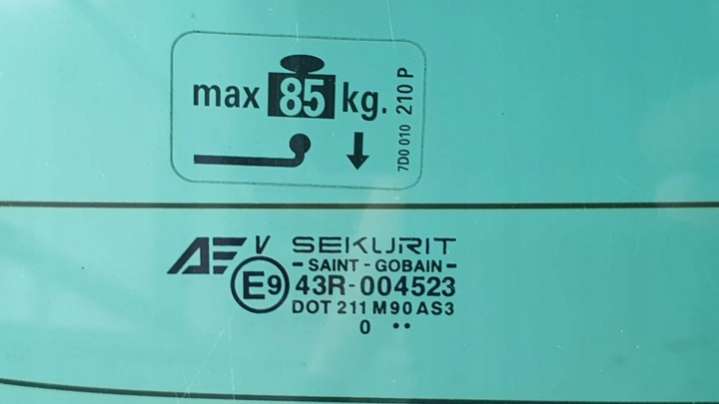 max 85 kg.
7D0 010 210 P
V SEKURIT
- SAINT - GOBAIN -
E9 43R-004523
DOT 211 M90 AS3
0 ••